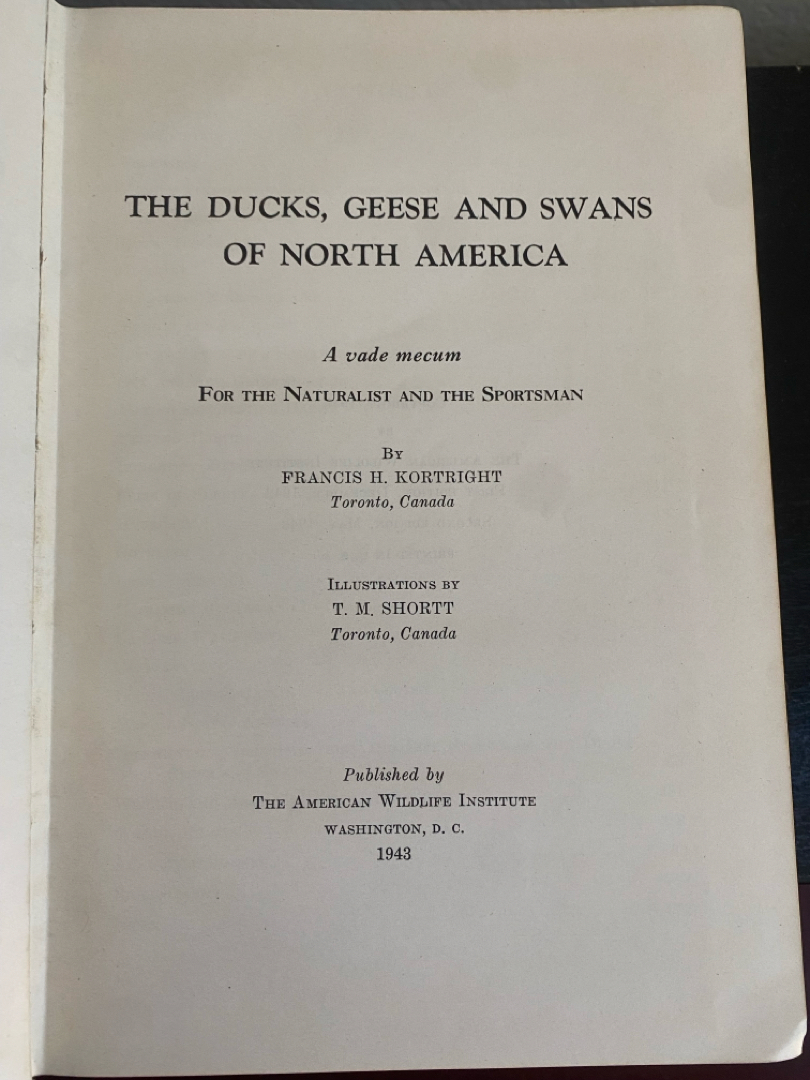 THE DUCKS, GEESE AND SWANS
OF NORTH AMERICA
A vade mecum
FOR THE NATURALIST AND THE SPORTSMAN
BY
FRANCIS H. KORTRIGHT
Toronto, Canada
ILLUSTRATIONS BY
T. M. SHORTT
Toronto, Canada
Published by
THE AMERICAN WILDLIFE INSTITUTE
WASHINGTON, D. C.
1943